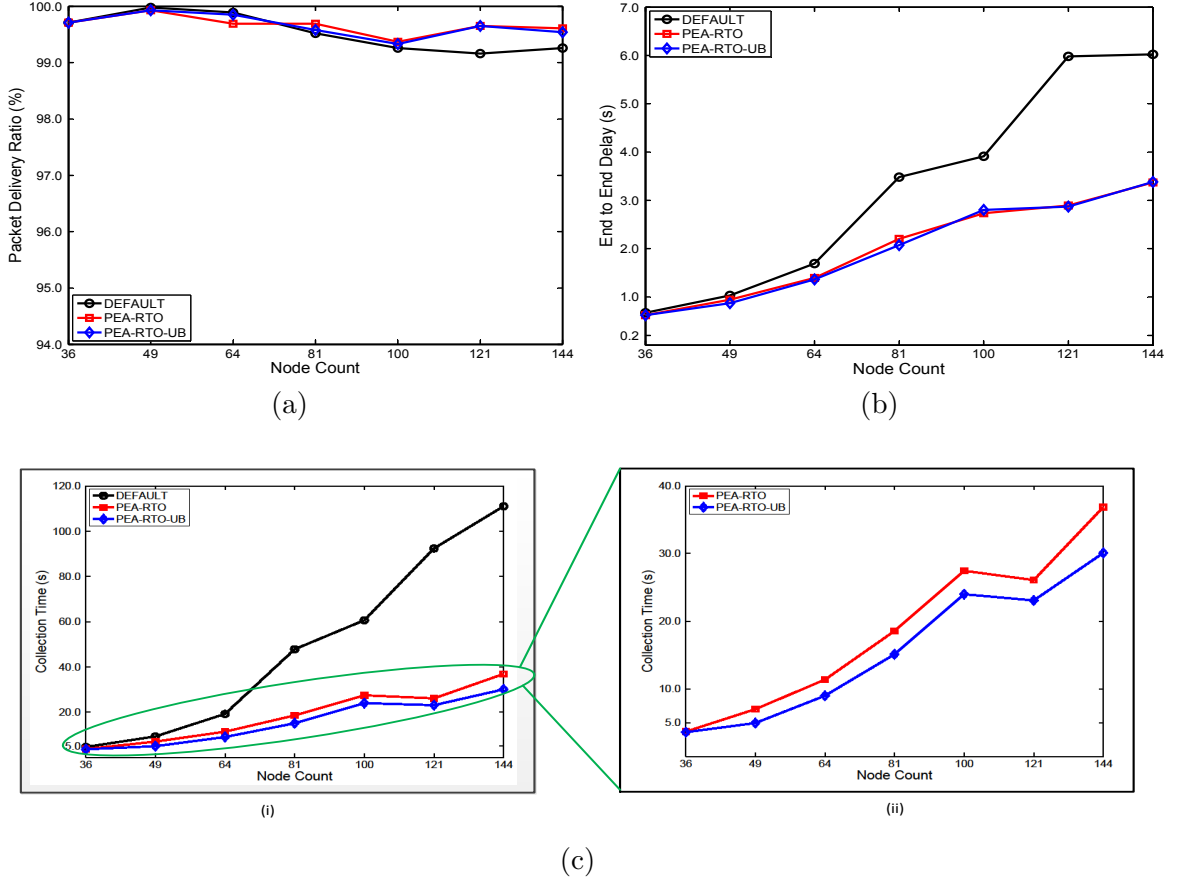 100.0
99.0
98.0
97.0
96.0
95.0
94.0
Packet Delivery Ratio (%)
DEFAULT
PEA-RTO
PEA-RTO-UB
36 49 64 81 100 121 144
Node Count
(a)
7.0
6.0
5.0
4.0
3.0
2.0
1.0
0.2
End to End Delay (s)
DEFAULT
PEA-RTO
PEA-RTO-UB
36 49 64 81 100 121 144
Node Count
(b)
120.0
100.0
80.0
60.0
40.0
20.0
5.0
Collection Time (s)
DEFAULT
PEA-RTO
PEA-RTO-UB
36 49 64 81 100 121 144
Node Count
(i)
40.0
30.0
20.0
10.0
5.0
Collection Time (s)
PEA-RTO
PEA-RTO-UB
36 49 64 81 100 121 144
Node Count
(ii)
(c)